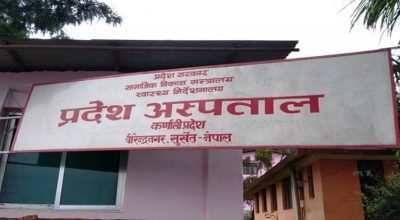 प्रदेश सरकार
सामाजिक विकास मन्त्रालय
स्वास्थ्य निर्देशनालय
प्रदेश अस्पताल
कर्णाली प्रदेश
वीरेन्द्रनगर, सुर्खेत-नेपाल